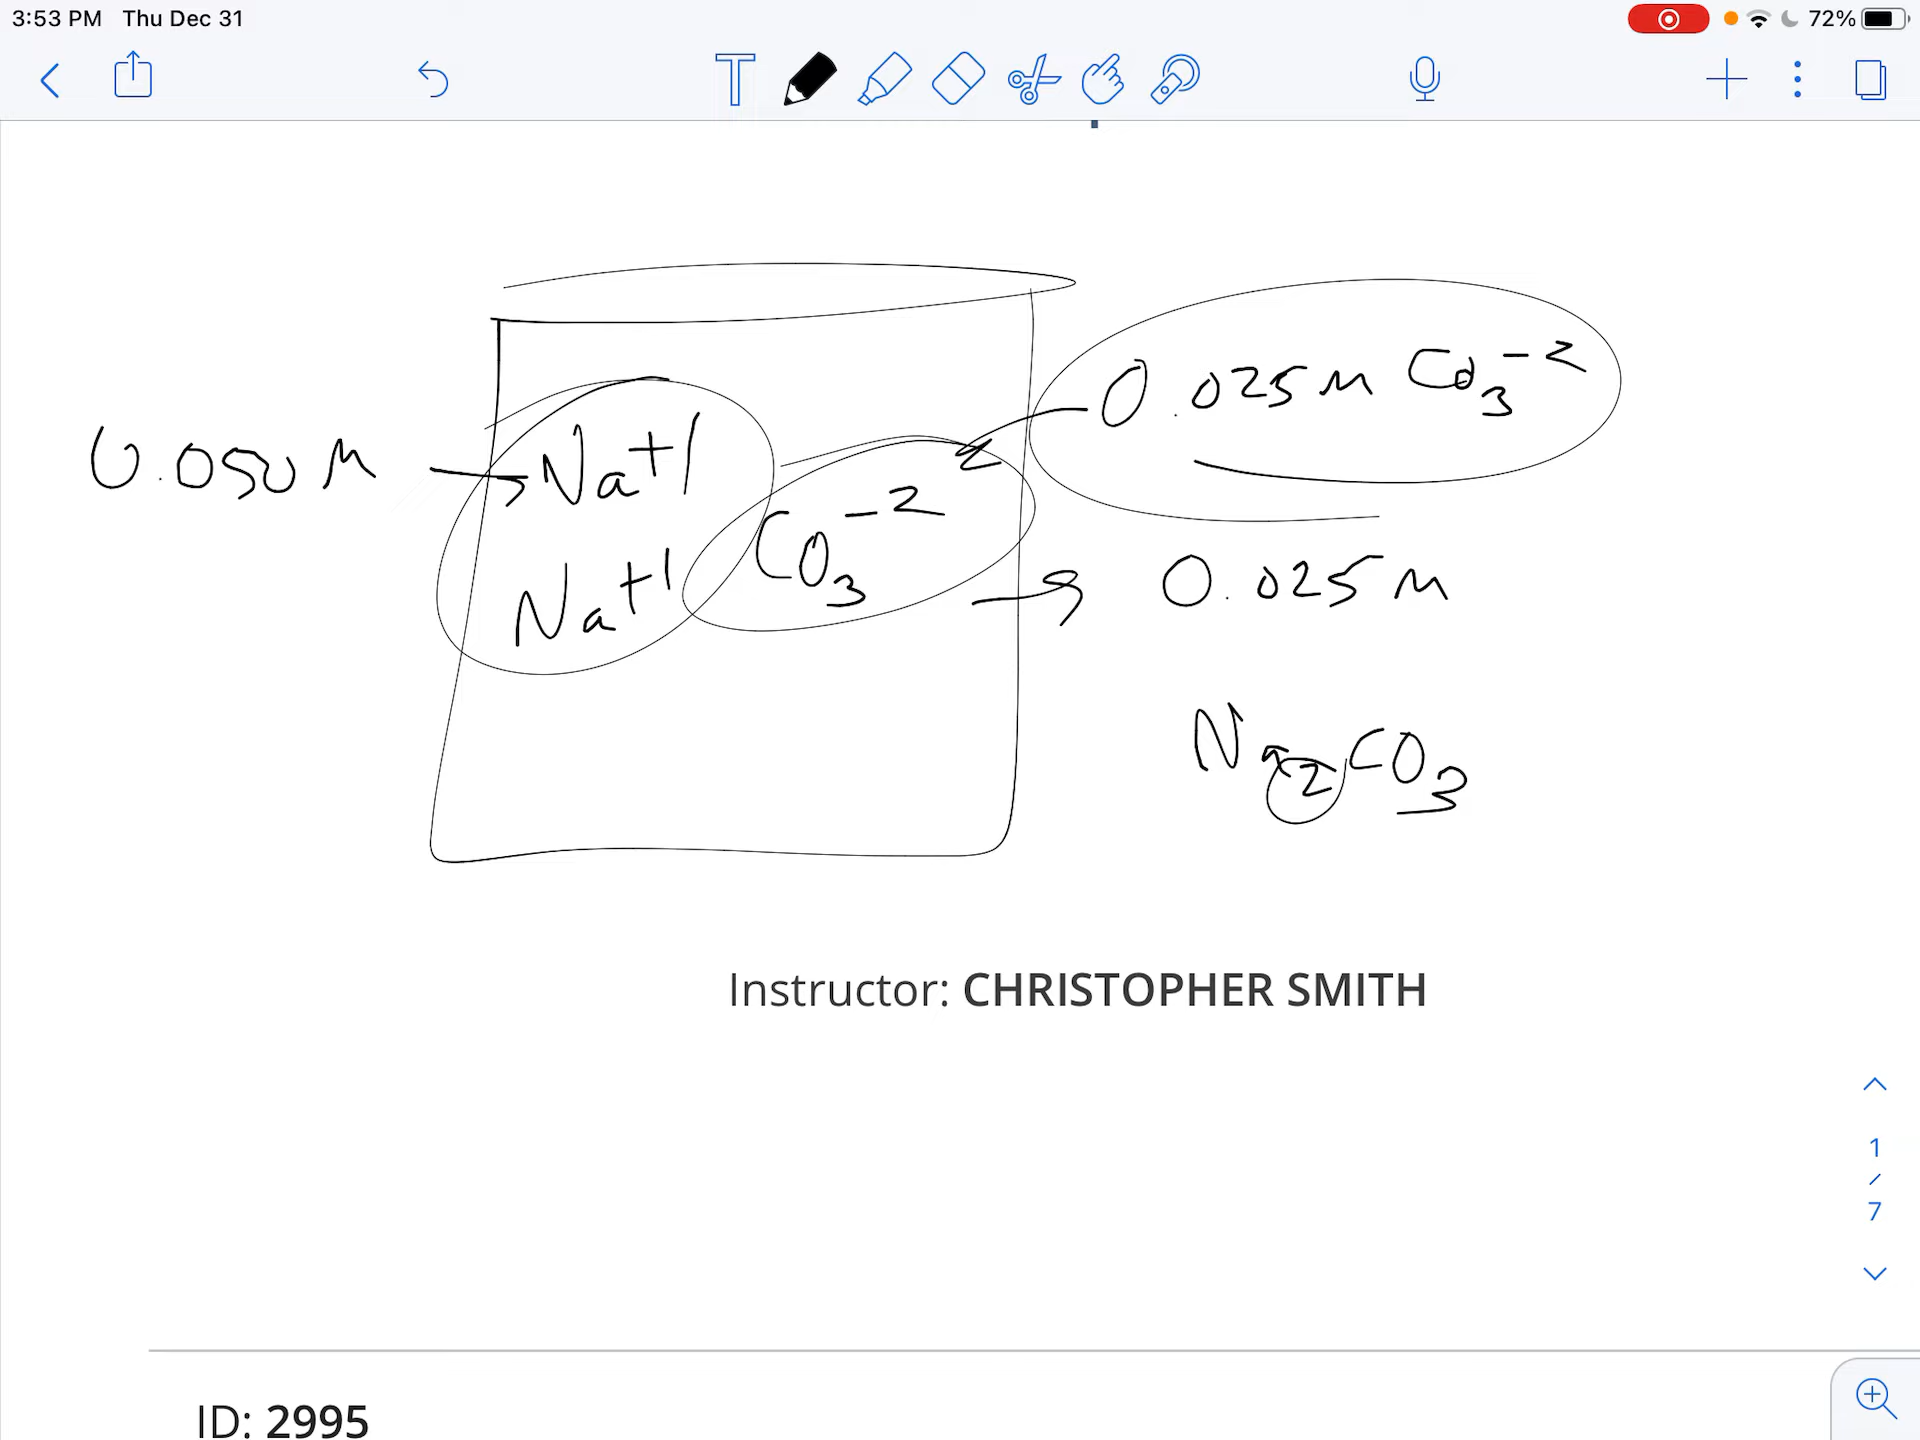 3:53 PM Thu Dec 31
72%
T
0.025 M CO3-2
0.050 M → Na+1
CO3-2
Na+1
→ 0.025 M
Na2CO3
Instructor: CHRISTOPHER SMITH
1
/
7
ID: 2995